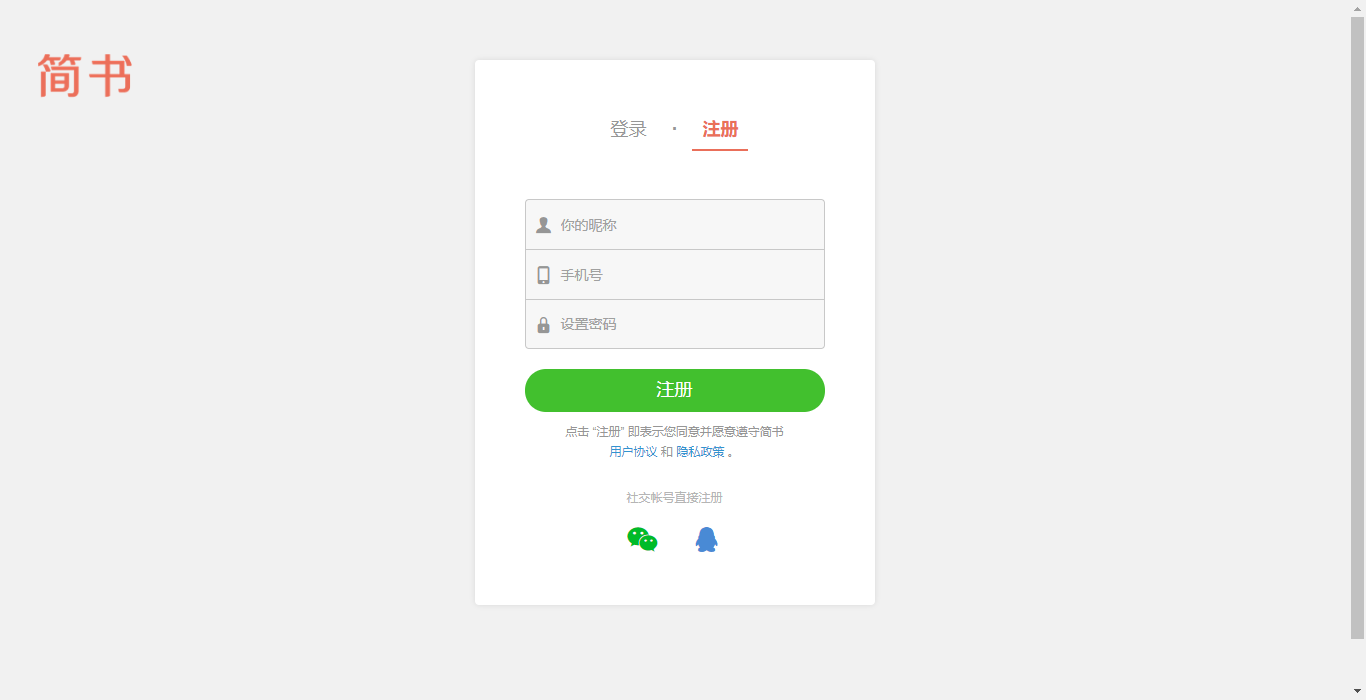 简书
登录 · 注册
你的昵称
手机号
设置密码
注册
点击 “注册” 即表示您同意并愿意遵守简书
用户协议 和 隐私政策 。
社交帐号直接注册